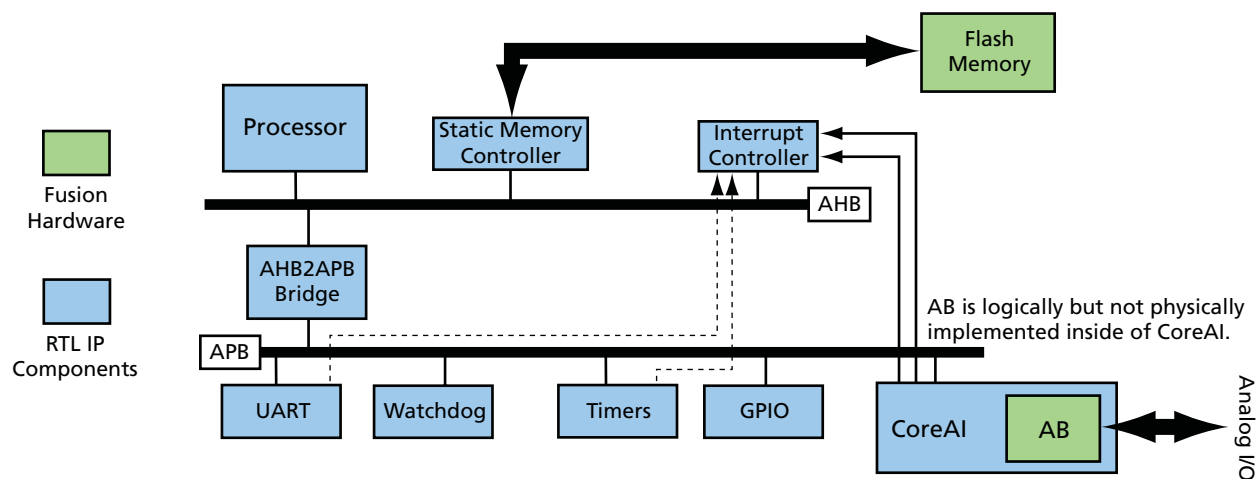 Flash
Memory
Processor
Static Memory
Controller
Interrupt
Controller
Fusion
Hardware
AHB
AHB2APB
Bridge
RTL IP
Components
AB is logically but not physically
implemented inside of CoreAI.
APB
UART
Watchdog
Timers
GPIO
CoreAI
AB
Analog I/O